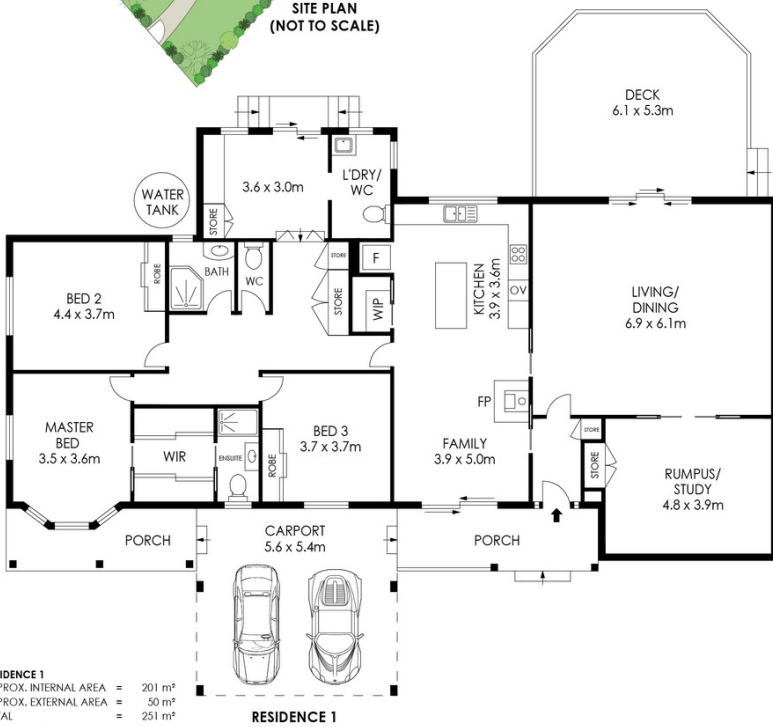 SITE PLAN
(NOT TO SCALE)
DECK
6.1 x 5.3m
3.6 x 3.0m
L'DRY/
WC
WATER
TANK
STORE
STORE
F
BED 2
4.4 x 3.7m
ROBE
BATH
WC
STORE
WIP
KITCHEN
3.9 x 3.6m
OV
LIVING/
DINING
6.9 x 6.1m
MASTER
BED
3.5 x 3.6m
WIR
ENSUITE
ROBE
BED 3
3.7 x 3.7m
FP
FAMILY
3.9 x 5.0m
STORE
STORE
RUMPUS/
STUDY
4.8 x 3.9m
PORCH
CARPORT
5.6 x 5.4m
PORCH
IDENCE 1
PROX. INTERNAL AREA = 201 m²
PROX. EXTERNAL AREA = 50 m²
TAL = 251 m²
RESIDENCE 1